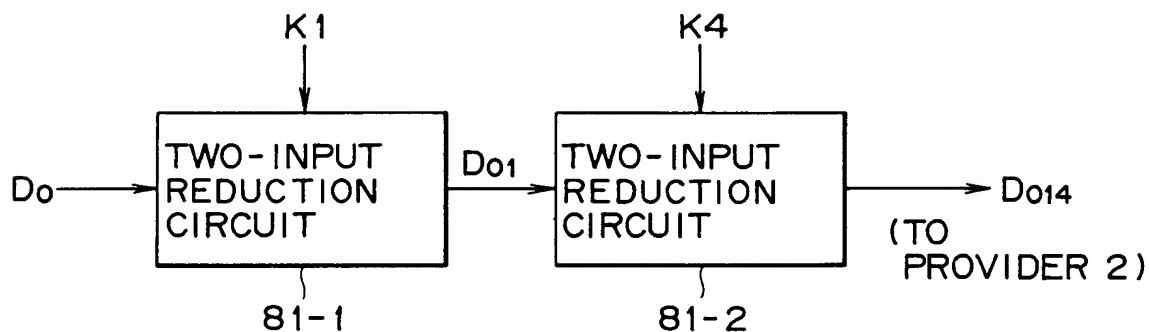 K1
K4
TWO-INPUT
REDUCTION
CIRCUIT
TWO-INPUT
REDUCTION
CIRCUIT
Do
Do1
Do14
(TO
PROVIDER 2)
81-1
81-2